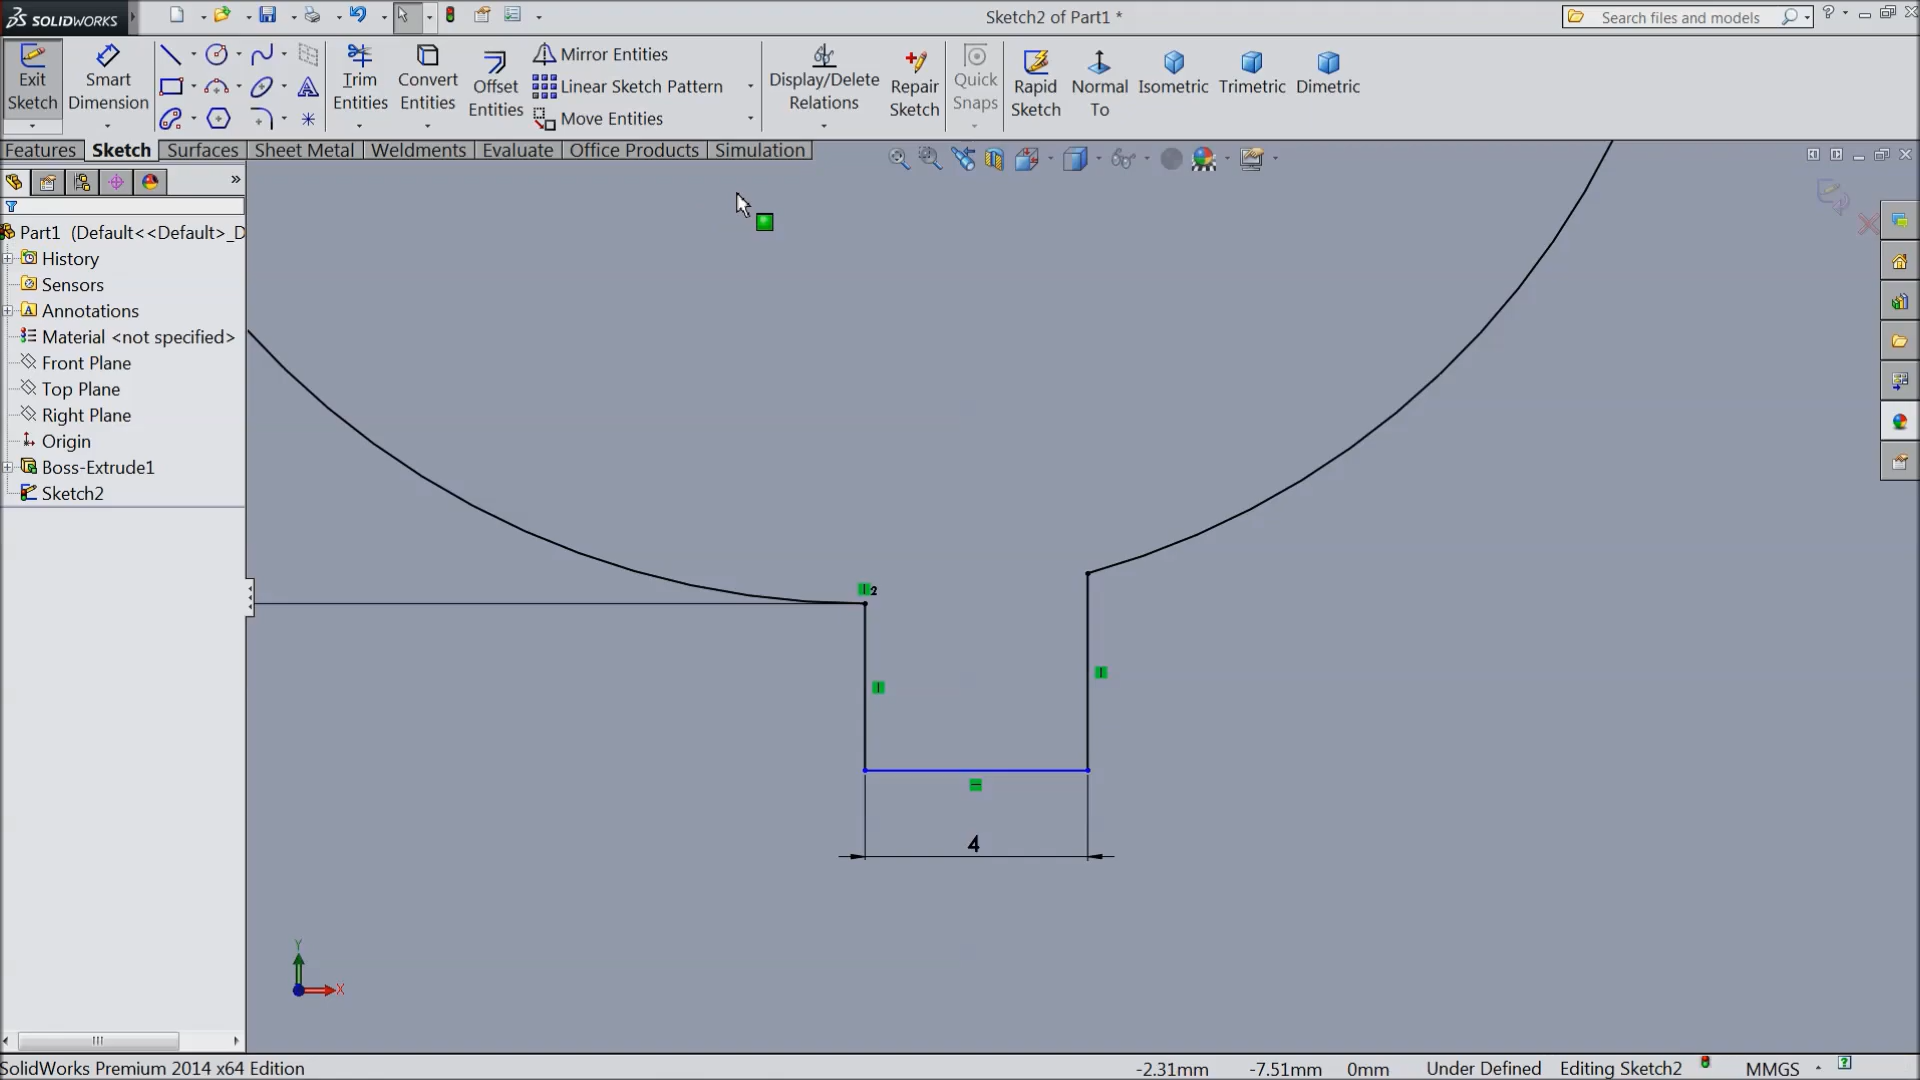 SOLIDWORKS
Sketch2 of Part1 *
Search files and models
?
Exit Sketch
Smart Dimension
Trim Entities
Convert Entities
Offset Entities
Mirror Entities
Linear Sketch Pattern
Move Entities
Display/Delete Relations
Repair Sketch
Quick Snaps
Rapid Sketch
Normal To
Isometric
Trimetric
Dimetric
Features
Sketch
Surfaces
Sheet Metal
Weldments
Evaluate
Office Products
Simulation
»
Part1 (Default<<Default>_D
History
Sensors
Annotations
Material <not specified>
Front Plane
Top Plane
Right Plane
Origin
Boss-Extrude1
Sketch2
2
4
Y
X
SolidWorks Premium 2014 x64 Edition
-2.31mm
-7.51mm
0mm
Under Defined
Editing Sketch2
MMGS
?